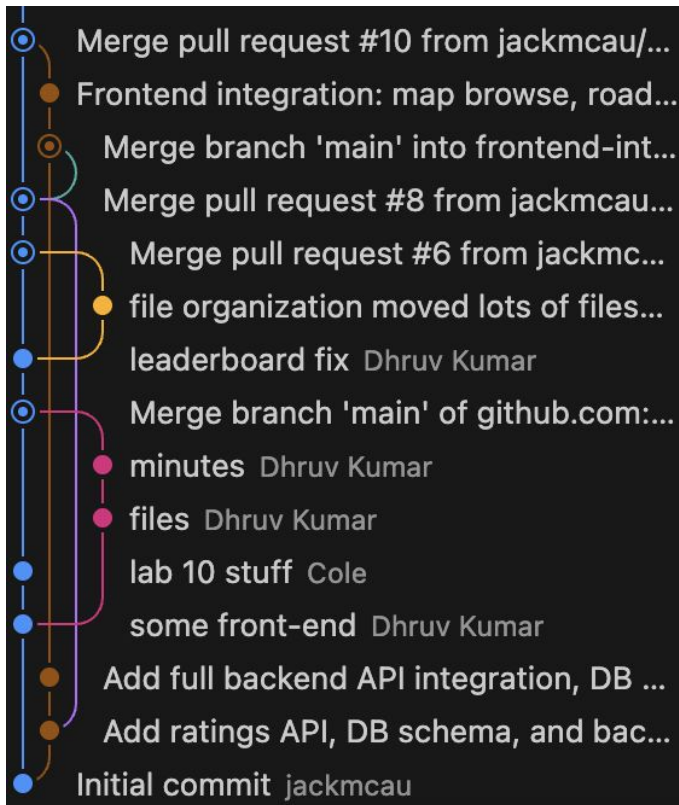 Merge pull request #10 from jackmcau/...
Frontend integration: map browse, road...
Merge branch 'main' into frontend-int...
Merge pull request #8 from jackmcau...
Merge pull request #6 from jackmc...
file organization moved lots of files...
leaderboard fix Dhruv Kumar
Merge branch 'main' of github.com:...
minutes Dhruv Kumar
files Dhruv Kumar
lab 10 stuff Cole
some front-end Dhruv Kumar
Add full backend API integration, DB ...
Add ratings API, DB schema, and bac...
Initial commit jackmcau